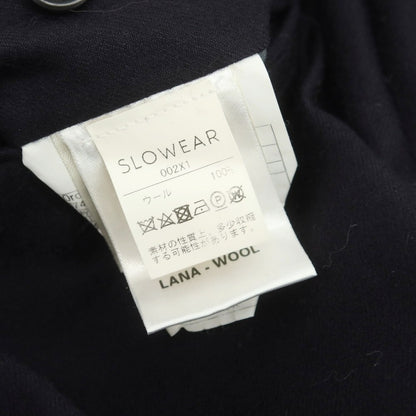 SLOWEAR
002X1
ウール 100%
素材の性質上、多少収縮
する可能性があります。
LANA - WOOL